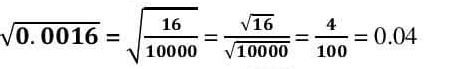 √0.0016 = √(16/10000) = √16/√10000 = 4/100 = 0.04